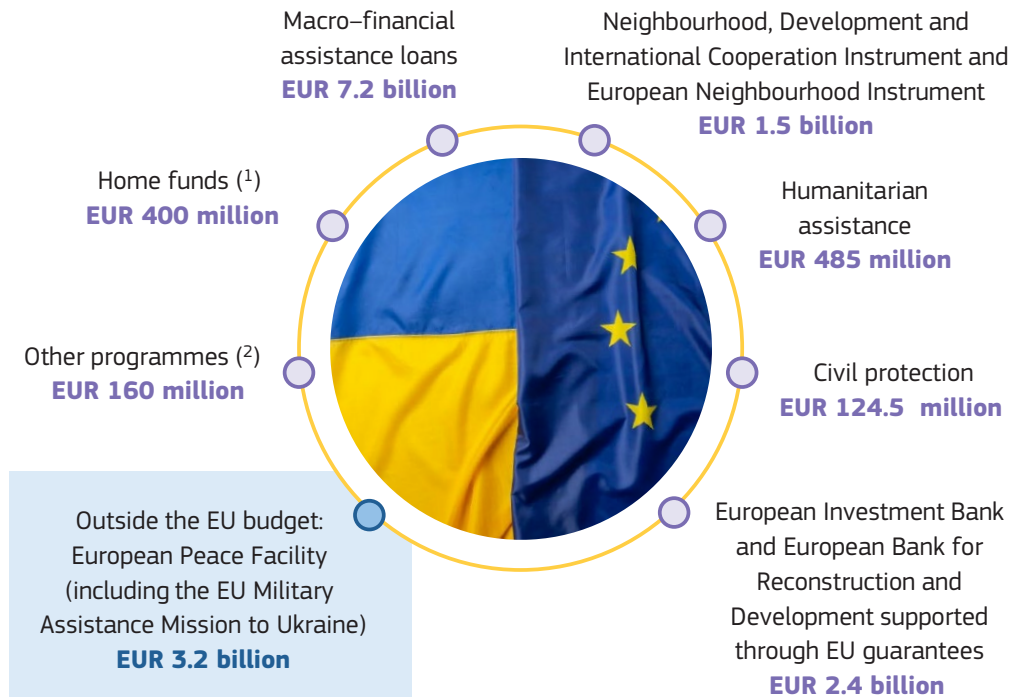 Macro–financial
assistance loans
EUR 7.2 billion
Neighbourhood, Development and
International Cooperation Instrument and
European Neighbourhood Instrument
EUR 1.5 billion
Home funds (¹)
EUR 400 million
Humanitarian
assistance
EUR 485 million
Other programmes (²)
EUR 160 million
Civil protection
EUR 124.5 million
Outside the EU budget:
European Peace Facility
(including the EU Military
Assistance Mission to Ukraine)
EUR 3.2 billion
European Investment Bank
and European Bank for
Reconstruction and
Development supported
through EU guarantees
EUR 2.4 billion